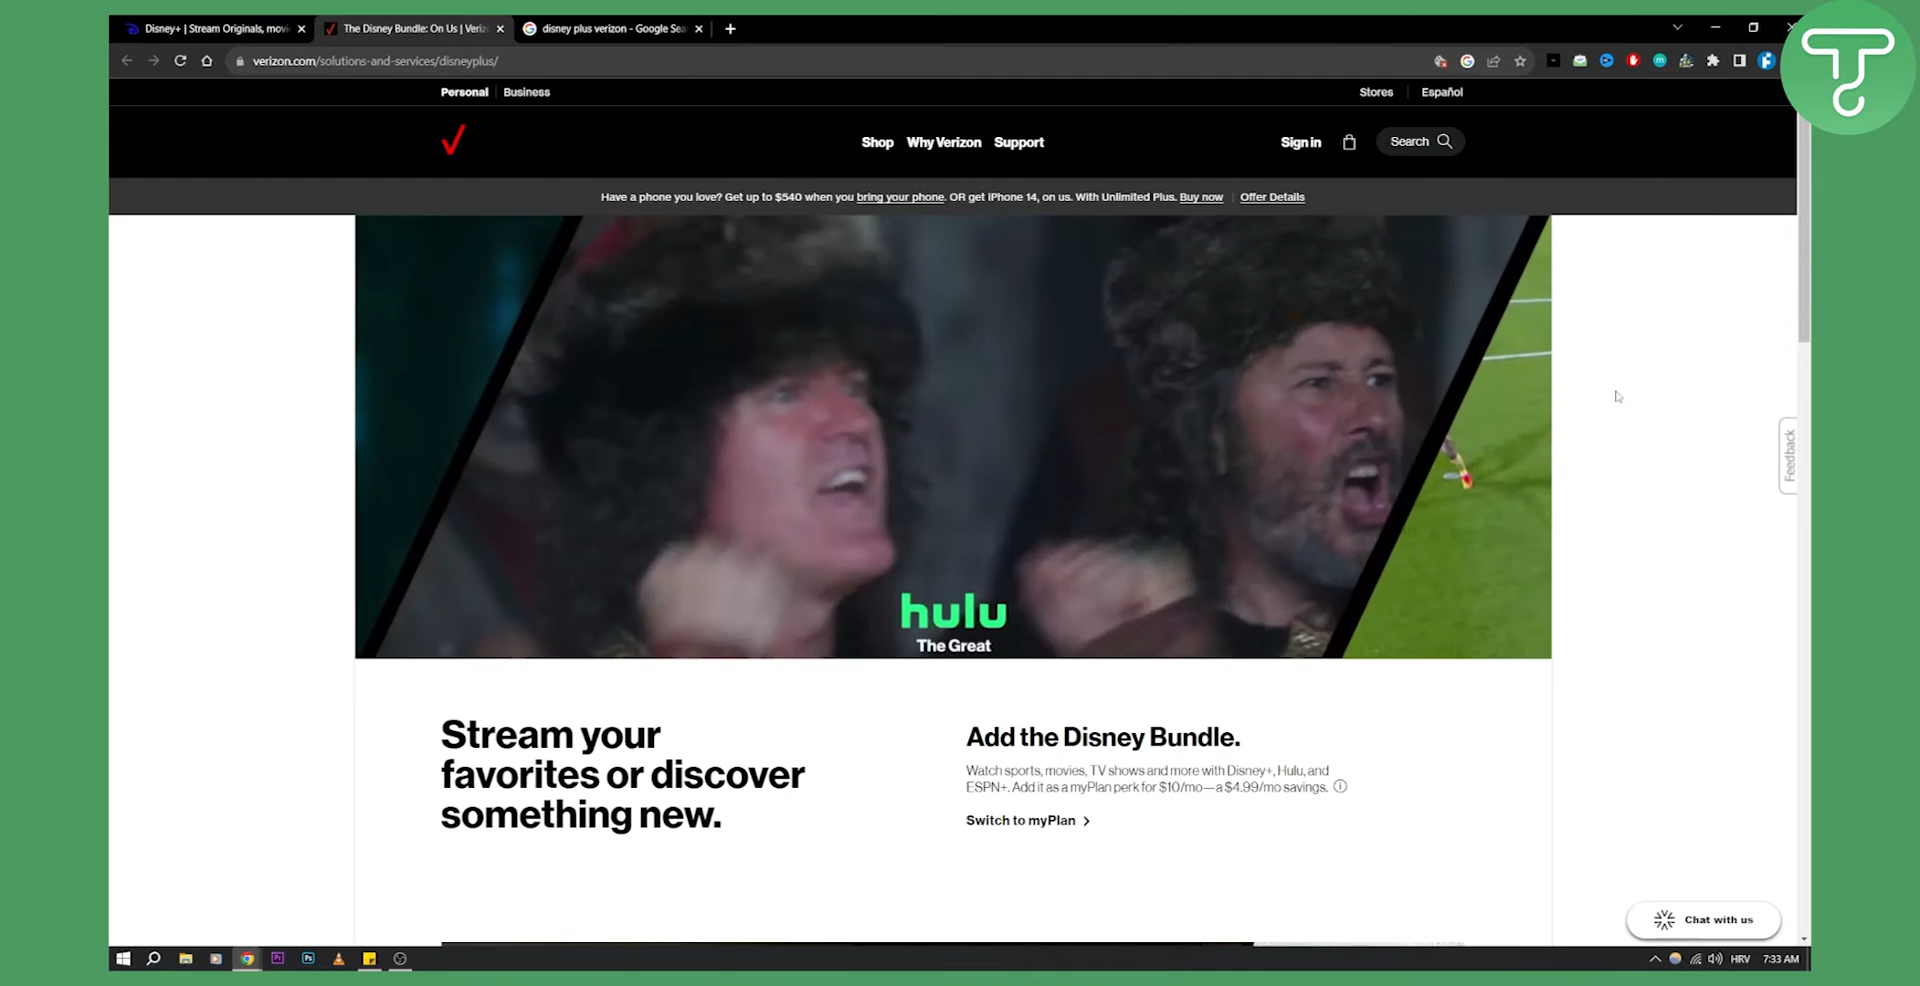 Disney+ | Stream Originals, movi
The Disney Bundle: On Us | Veriz
disney plus verizon - Google Sea
verizon.com/solutions-and-services/disneyplus/
Personal
Business
Stores
Español
Shop
Why Verizon
Support
Sign in
Search
Have a phone you love? Get up to $540 when you bring your phone. OR get iPhone 14, on us. With Unlimited Plus. Buy now
Offer Details
hulu
The Great
Feedback
Stream your
favorites or discover
something new.
Add the Disney Bundle.
Watch sports, movies, TV shows and more with Disney+, Hulu, and
ESPN+. Add it as a myPlan perk for $10/mo—a $4.99/mo savings.
Switch to myPlan
Chat with us
Pr
Ps
HRV
7:33 AM